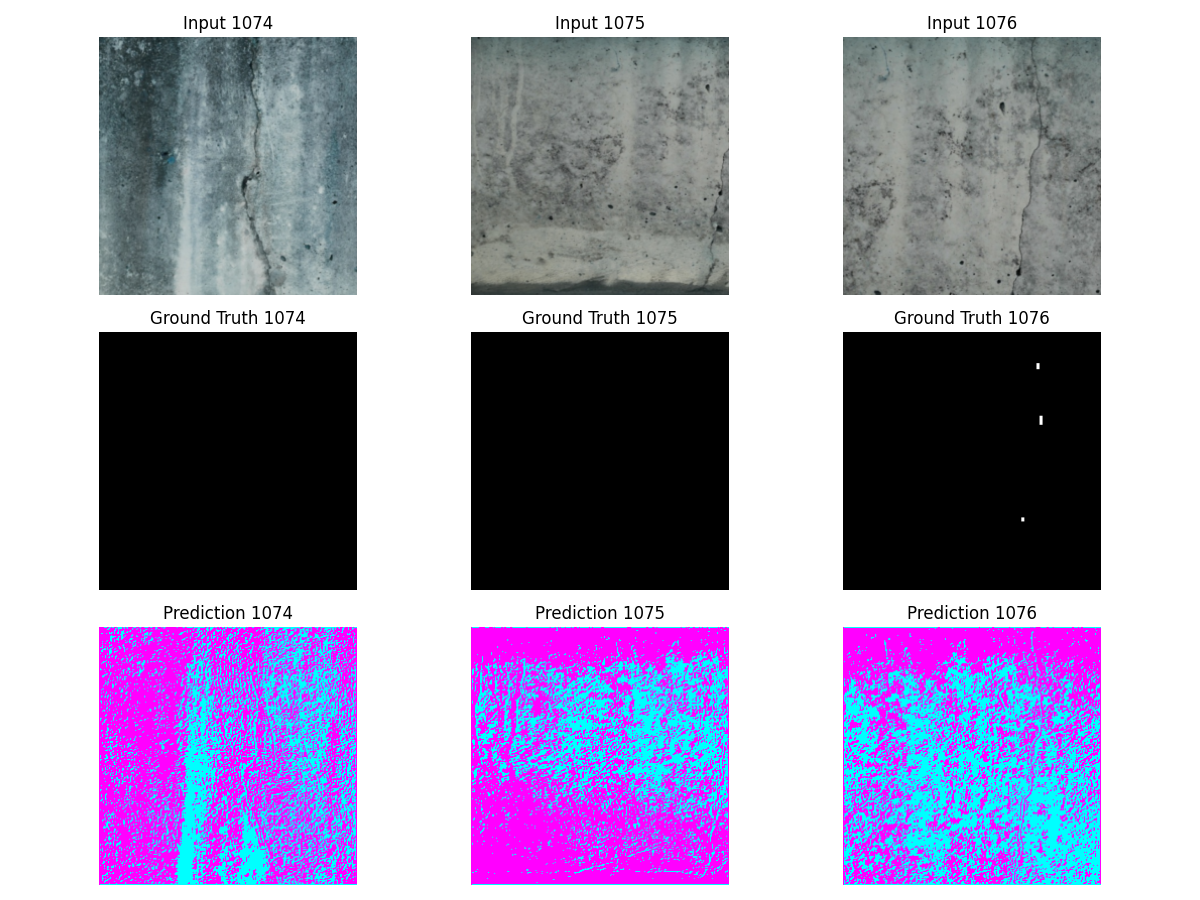 Input 1074
Input 1075
Input 1076
Ground Truth 1074
Ground Truth 1075
Ground Truth 1076
Prediction 1074
Prediction 1075
Prediction 1076